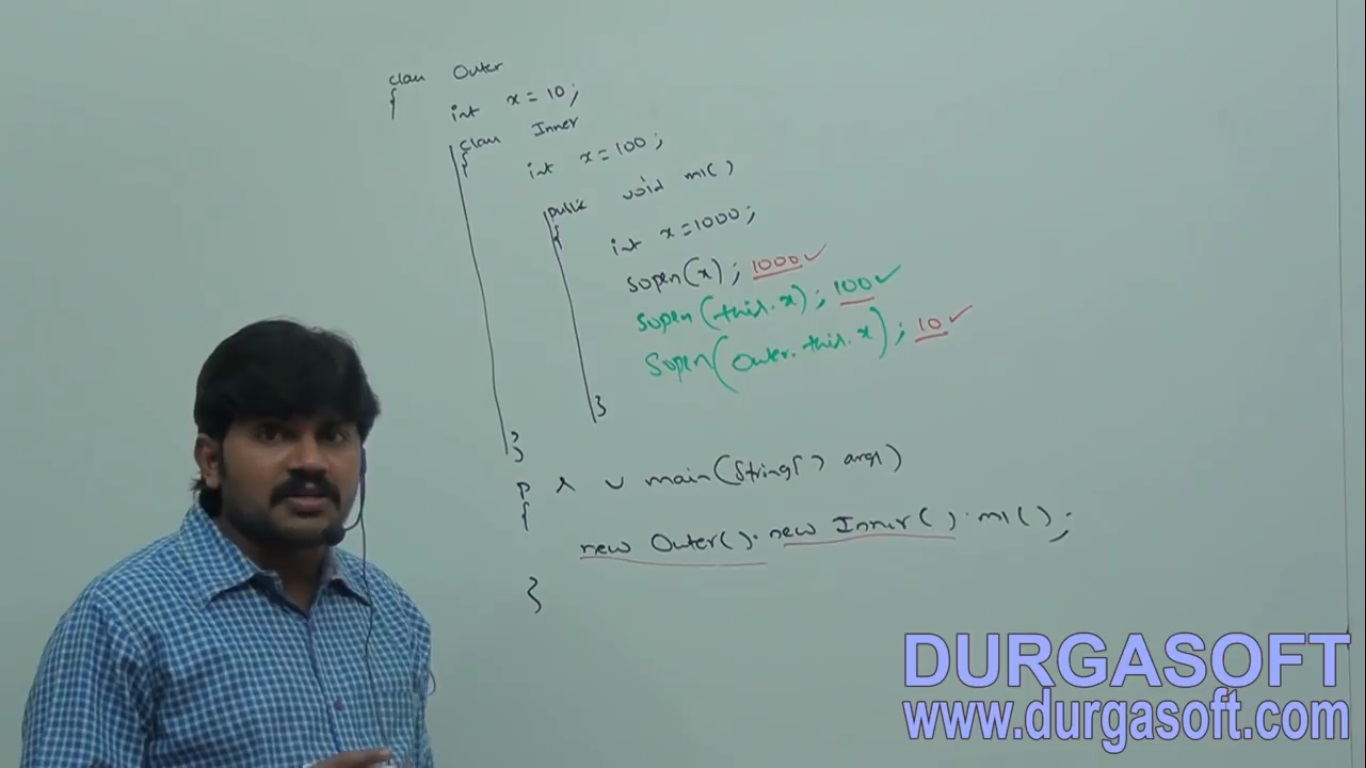 class Outer
{
int x = 10;
class Inner
{
int x = 100;
public void m1()
{
int x = 1000;
sopln(x); 1000✓
sopln(this.x); 100✓
sopln(Outer.this.x); 10✓
}
}
p s v main(String[] args)
{
new Outer().new Inner().m1();
}
DURGASOFT
www.durgasoft.com